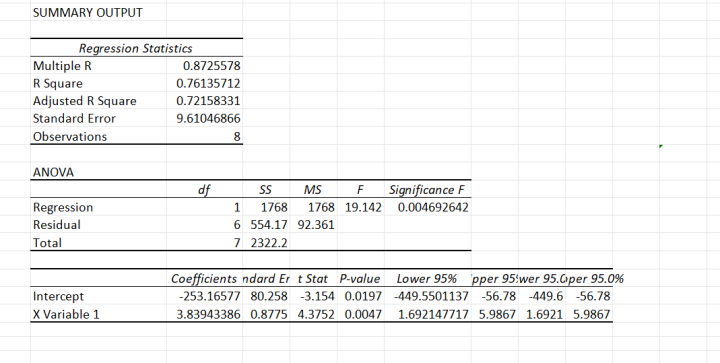 SUMMARY OUTPUT
Regression Statistics
Multiple R 0.8725578
R Square 0.76135712
Adjusted R Square 0.72158331
Standard Error 9.61046866
Observations 8
ANOVA
df SS MS F Significance F
Regression 1 1768 1768 19.142 0.004692642
Residual 6 554.17 92.361
Total 7 2322.2
Coefficients ndard Er t Stat P-value Lower 95% pper 95% wer 95.0 pper 95.0%
Intercept -253.16577 80.258 -3.154 0.0197 -449.5501137 -56.78 -449.6 -56.78
X Variable 1 3.83943386 0.8775 4.3752 0.0047 1.692147717 5.9867 1.6921 5.9867